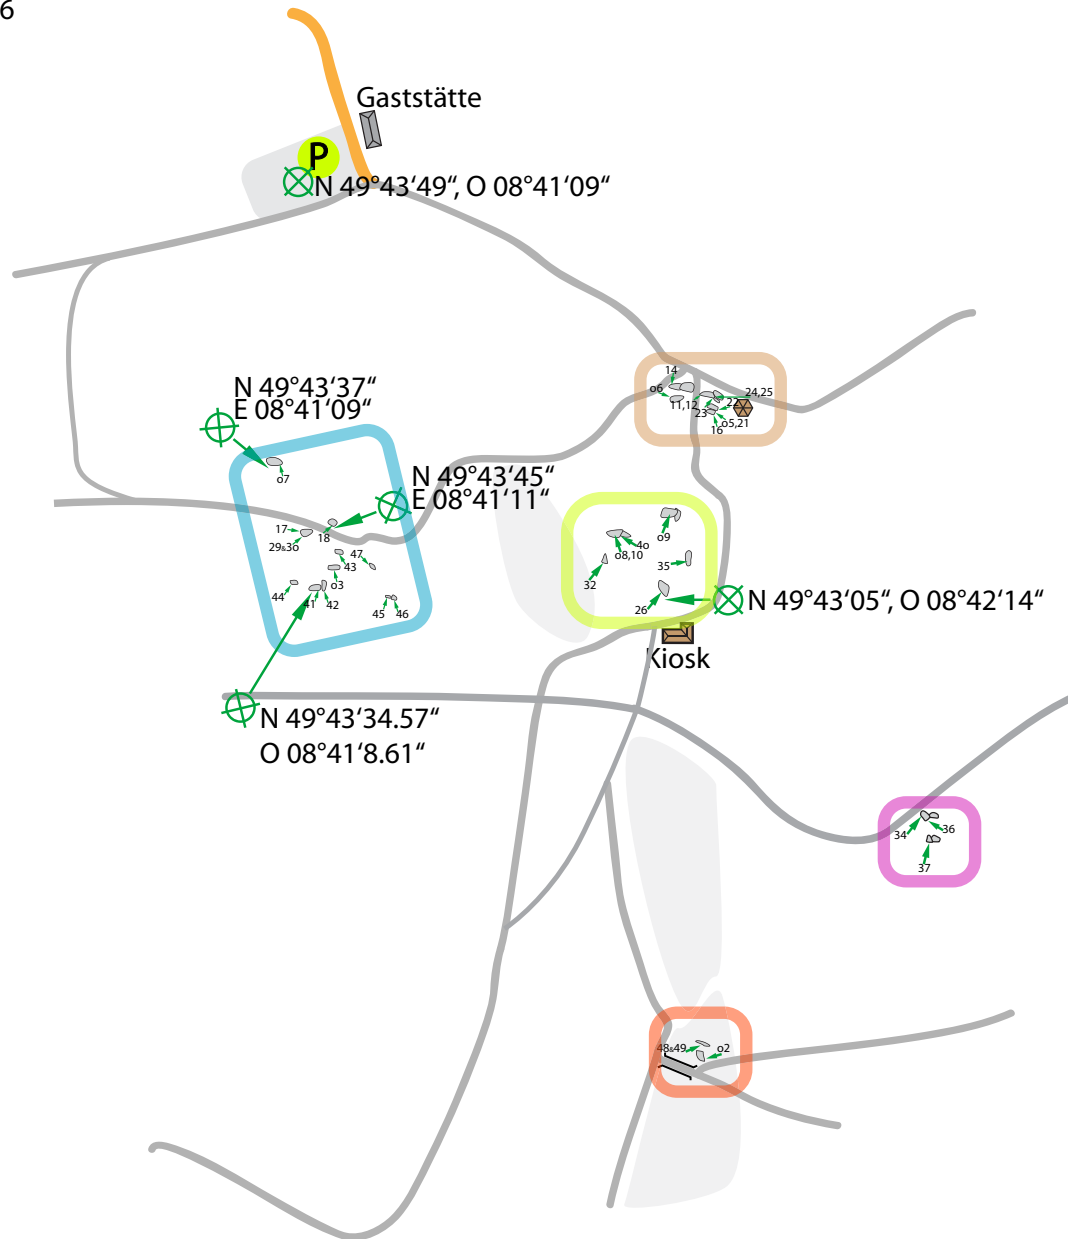 6
Gaststätte
P
N 49°43‘49“, O 08°41‘09“
14
o6
24,25
11,12
22
23
o5,21
16
N 49°43‘37“
E 08°41‘09“
o7
N 49°43‘45“
E 08°41‘11“
17
18
29&3o
47
43
o3
44
41
42
45
46
o9
4o
o8,10
35
32
26
N 49°43‘05“, O 08°42‘14“
Kiosk
N 49°43‘34.57“
O 08°41‘8.61“
34
36
37
48&49
o2